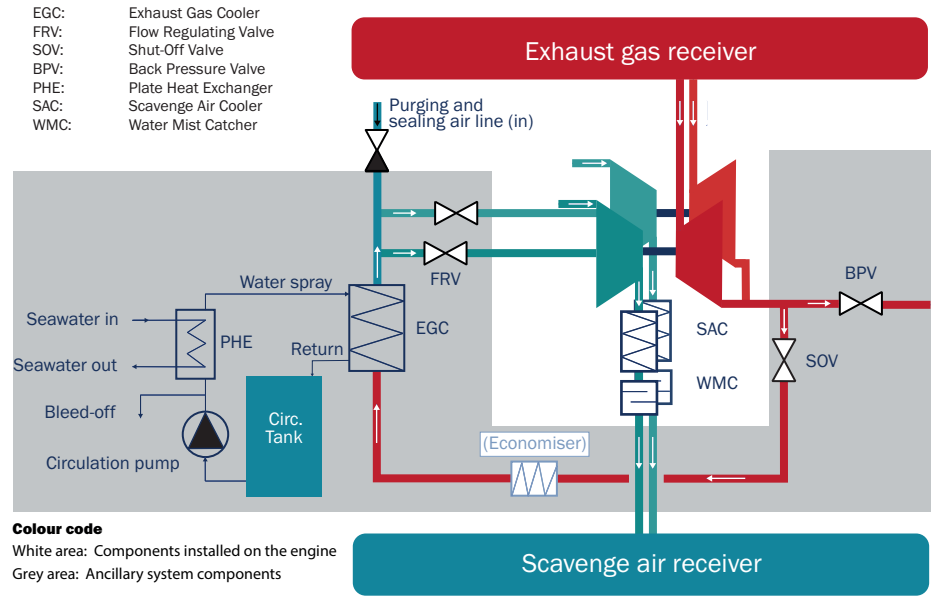 EGC: Exhaust Gas Cooler
FRV: Flow Regulating Valve
SOV: Shut-Off Valve
BPV: Back Pressure Valve
PHE: Plate Heat Exchanger
SAC: Scavenge Air Cooler
WMC: Water Mist Catcher
Exhaust gas receiver
Purging and
sealing air line (in)
FRV
BPV
Water spray
Seawater in
PHE
EGC
SAC
Return
Seawater out
SOV
WMC
Bleed-off
Circ.
Tank
(Economiser)
Circulation pump
Colour code
White area: Components installed on the engine
Grey area: Ancillary system components
Scavenge air receiver